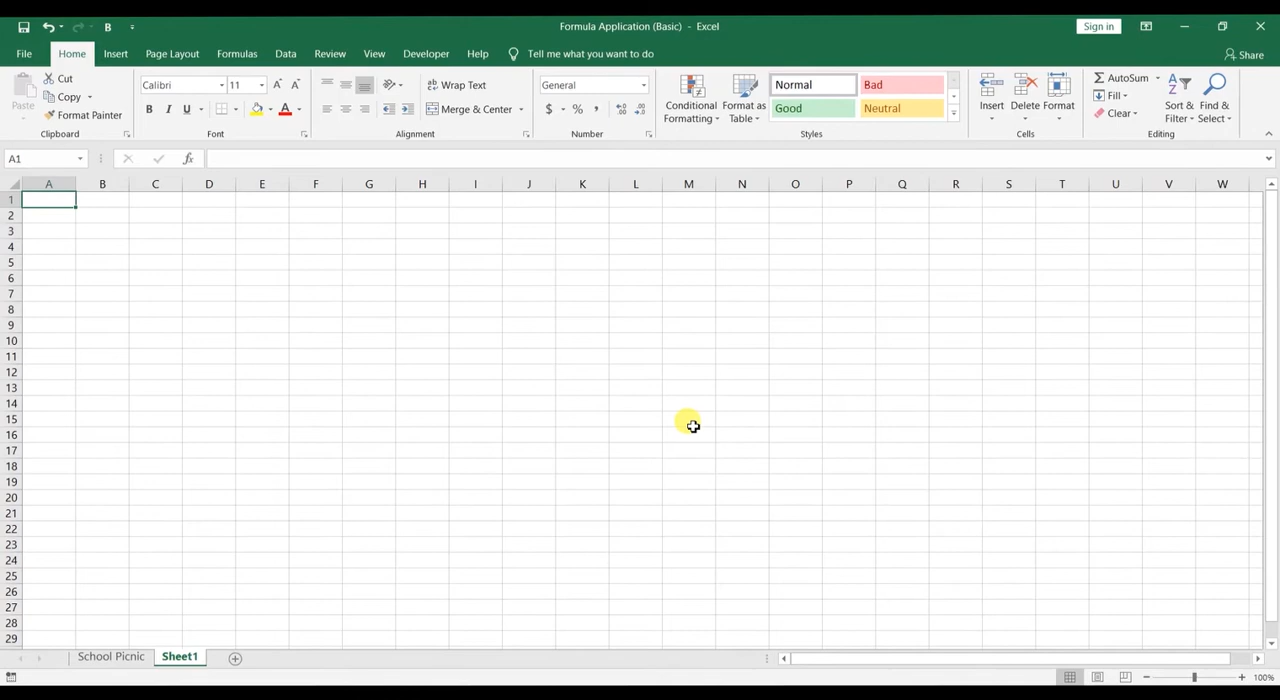 B
Formula Application (Basic) - Excel
Sign in
File Home Insert Page Layout Formulas Data Review View Developer Help Tell me what you want to do
Share
Paste
Cut
Copy
Format Painter
Clipboard
Calibri 11
B I U
Font
Wrap Text
Merge & Center
Alignment
General
$ % ,
Number
Conditional Formatting
Format as Table
Normal Bad
Good Neutral
Styles
Insert Delete Format
Cells
AutoSum
Fill
Clear
Sort & Filter
Find & Select
Editing
A1 fx
A B C D E F G H I J K L M N O P Q R S T U V W
1
2
3
4
5
6
7
8
9
10
11
12
13
14
15
16
17
18
19
20
21
22
23
24
25
26
27
28
29
School Picnic Sheet1
100%